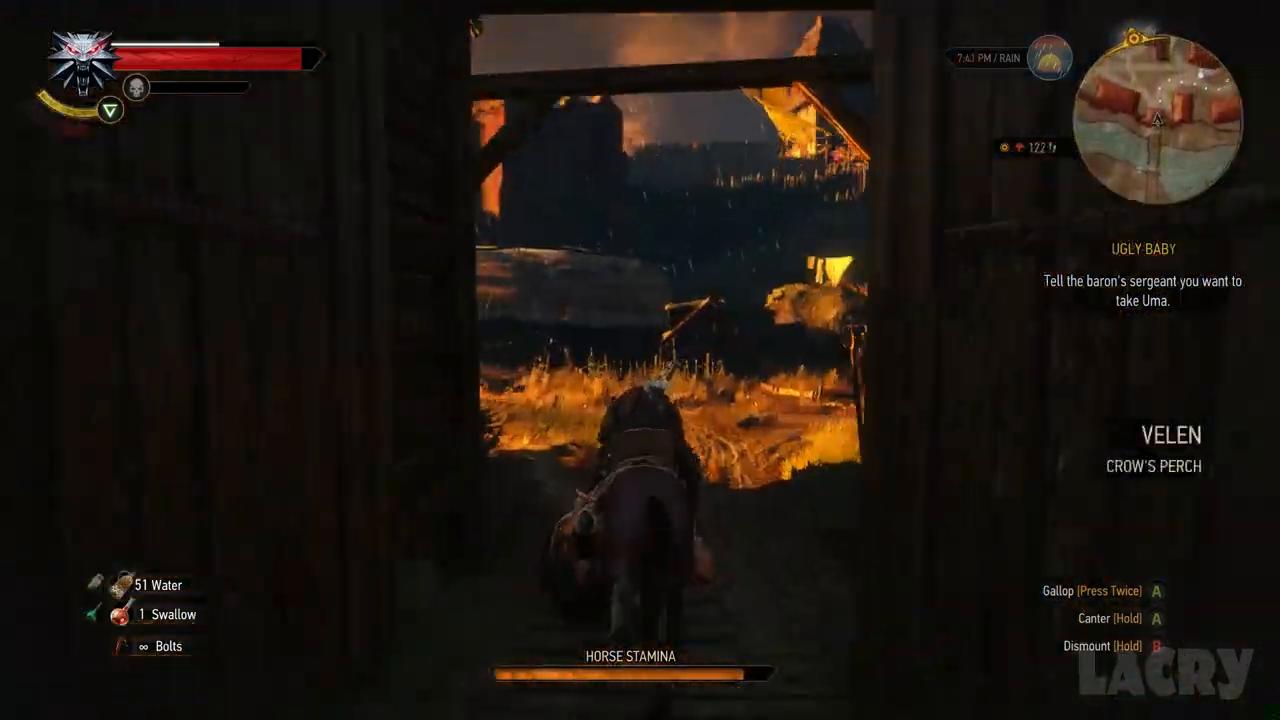 7:41 PM / RAIN
122
UGLY BABY
Tell the baron's sergeant you want to
take Uma.
VELEN
CROW'S PERCH
51 Water
1 Swallow
∞ Bolts
Gallop [Press Twice] A
Canter [Hold] A
Dismount [Hold] B
HORSE STAMINA
LACRY